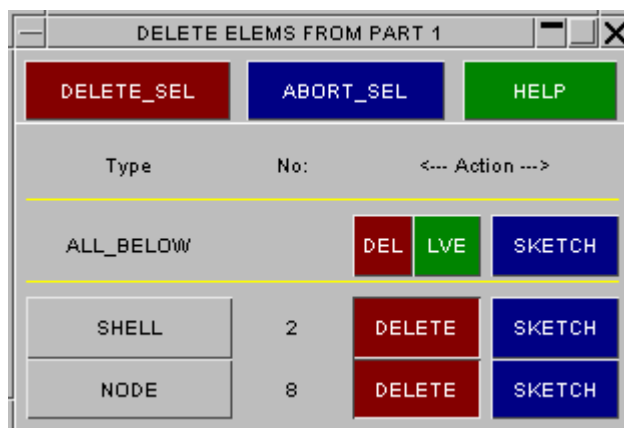 DELETE ELEMS FROM PART 1
DELETE_SEL ABORT_SEL HELP
Type No: <--- Action --->
ALL_BELOW DEL LVE SKETCH
SHELL 2 DELETE SKETCH
NODE 8 DELETE SKETCH